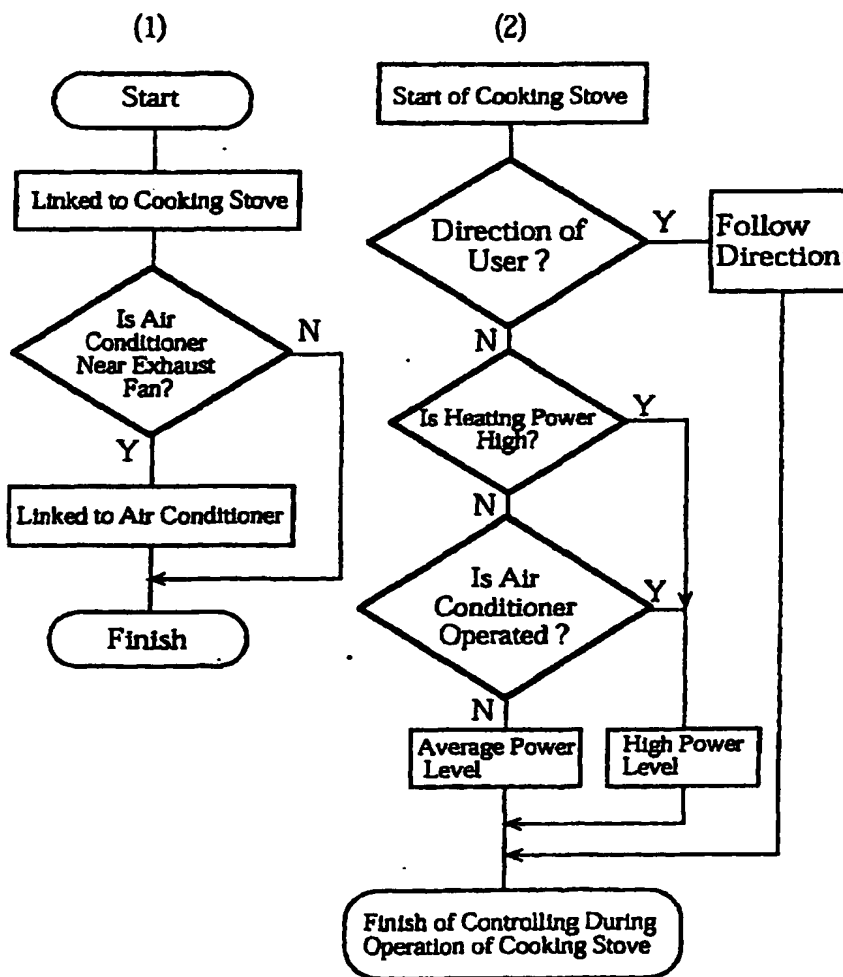 (1)
Start
Linked to Cooking Stove
Is Air
Conditioner
Near Exhaust
Fan?
N
Y
Linked to Air Conditioner
Finish
(2)
Start of Cooking Stove
Direction of
User ?
Y
Follow
Direction
N
Is Heating Power
High?
Y
N
Is Air
Conditioner
Operated ?
Y
N
Average Power
Level
High Power
Level
Finish of Controlling During
Operation of Cooking Stove